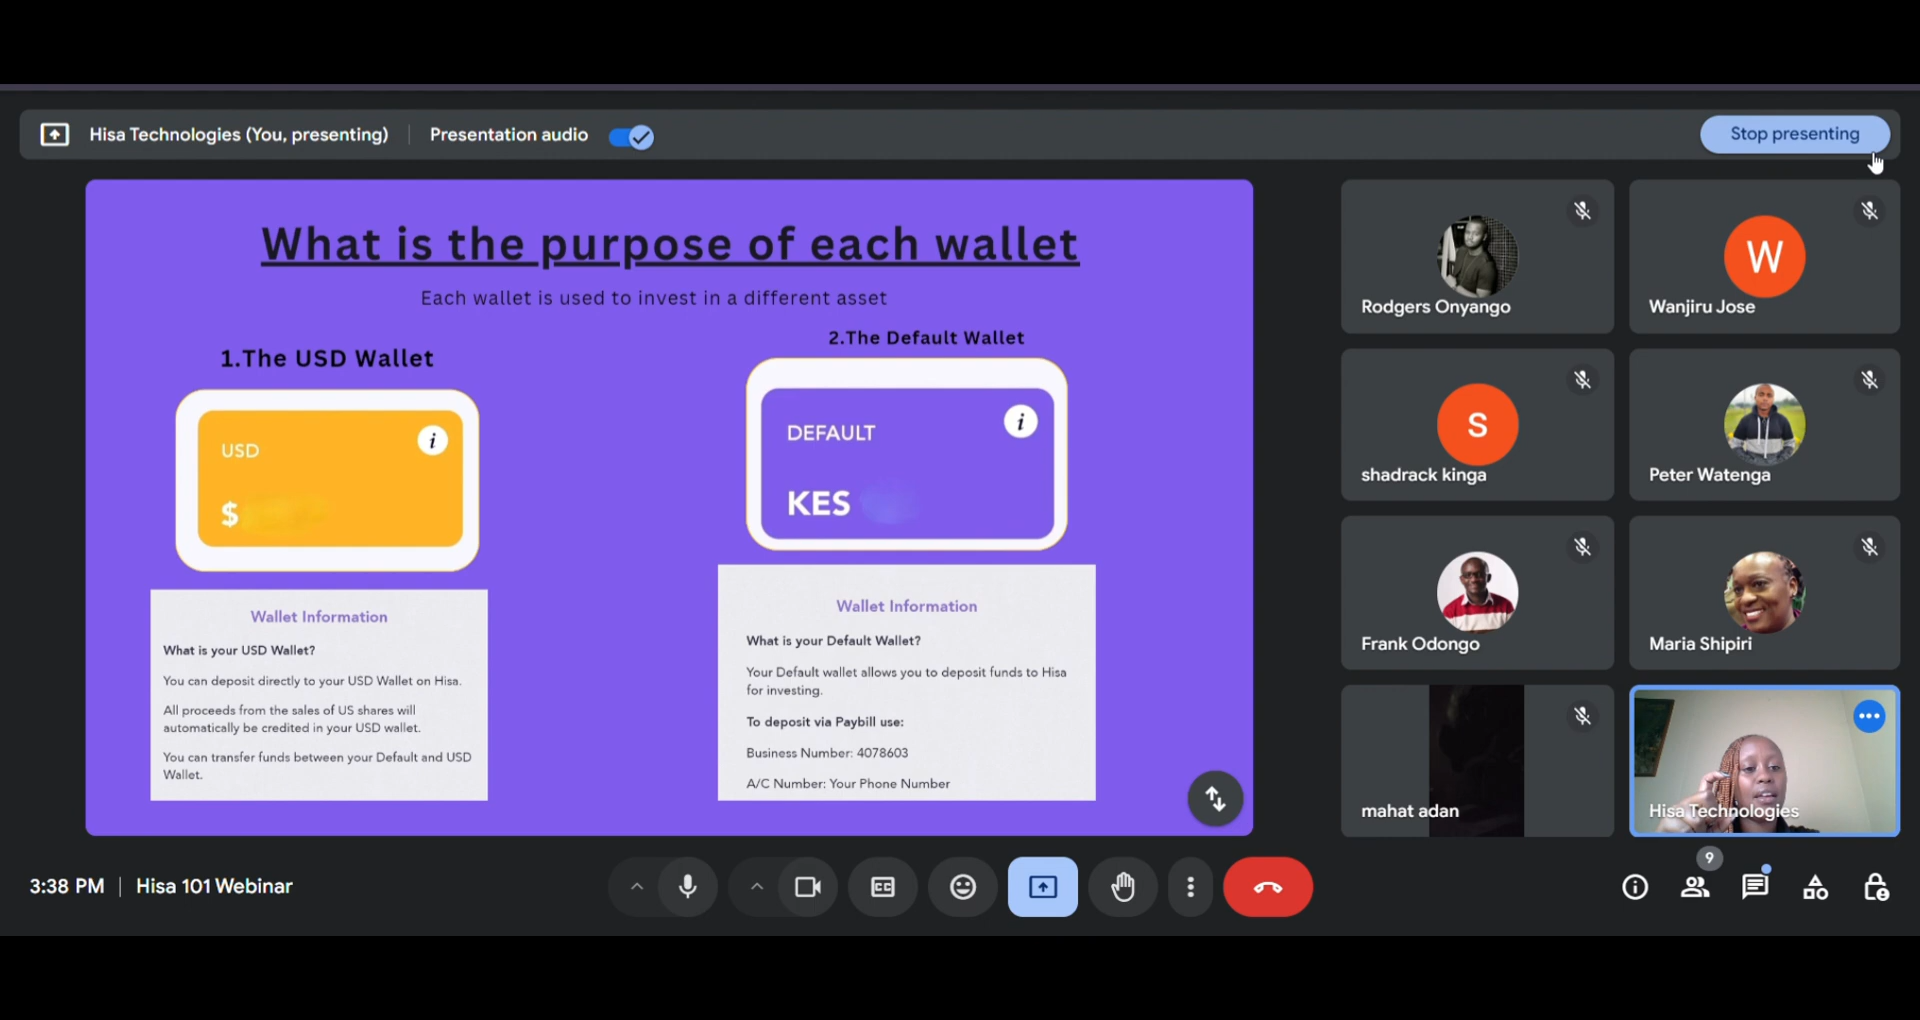 Hisa Technologies (You, presenting)
Presentation audio
Stop presenting
What is the purpose of each wallet
Each wallet is used to invest in a different asset
1.The USD Wallet
USD
$
Wallet Information
What is your USD Wallet?
You can deposit directly to your USD Wallet on Hisa.
All proceeds from the sales of US shares will
automatically be credited in your USD wallet.
You can transfer funds between your Default and USD
Wallet.
2.The Default Wallet
DEFAULT
i
KES
Wallet Information
What is your Default Wallet?
Your Default wallet allows you to deposit funds to Hisa
for investing.
To deposit via Paybill use:
Business Number: 4078603
A/C Number: Your Phone Number
Rodgers Onyango
W
Wanjiru Jose
S
shadrack kinga
Peter Watenga
Frank Odongo
Maria Shipiri
mahat adan
Hisa Technologies
3:38 PM | Hisa 101 Webinar
CC
9